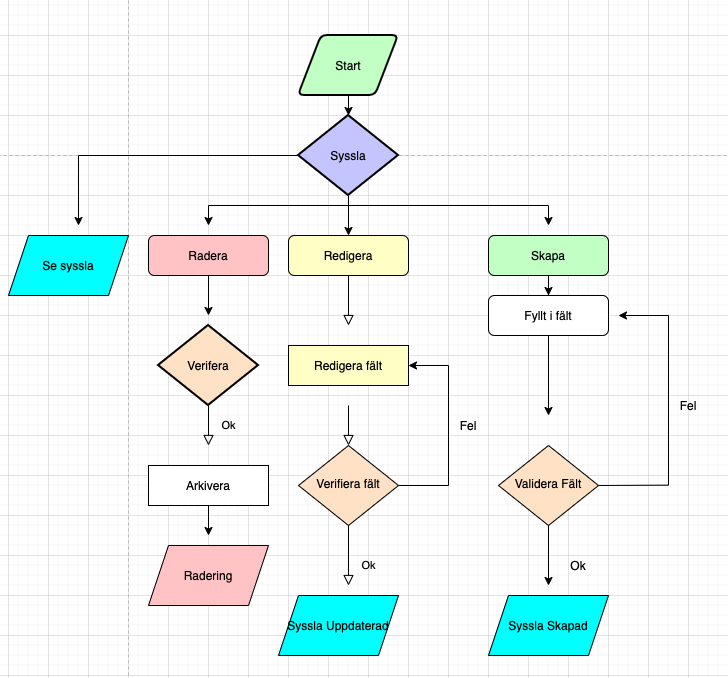 Start
Syssla
Se syssla
Radera
Redigera
Skapa
Fyllt i fält
Verifera
Redigera fält
Fel
Ok
Fel
Arkivera
Verifiera fält
Validera Fält
Ok
Ok
Radering
Syssla Uppdaterad
Syssla Skapad